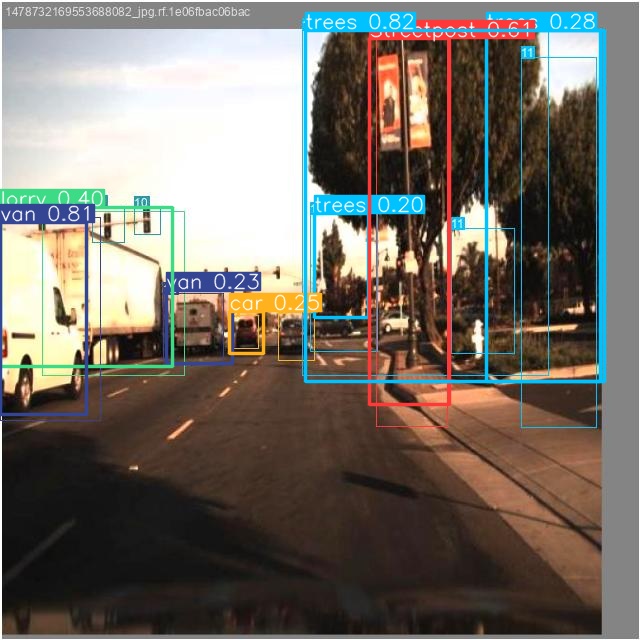 1478732169553688082_jpg.rf.1e06fbac06bac
trees 0.82
trees 0.28
Streetpost 0.61
11
lorry 0.40
10
van 0.81
trees 0.20
11
van 0.23
car 0.25